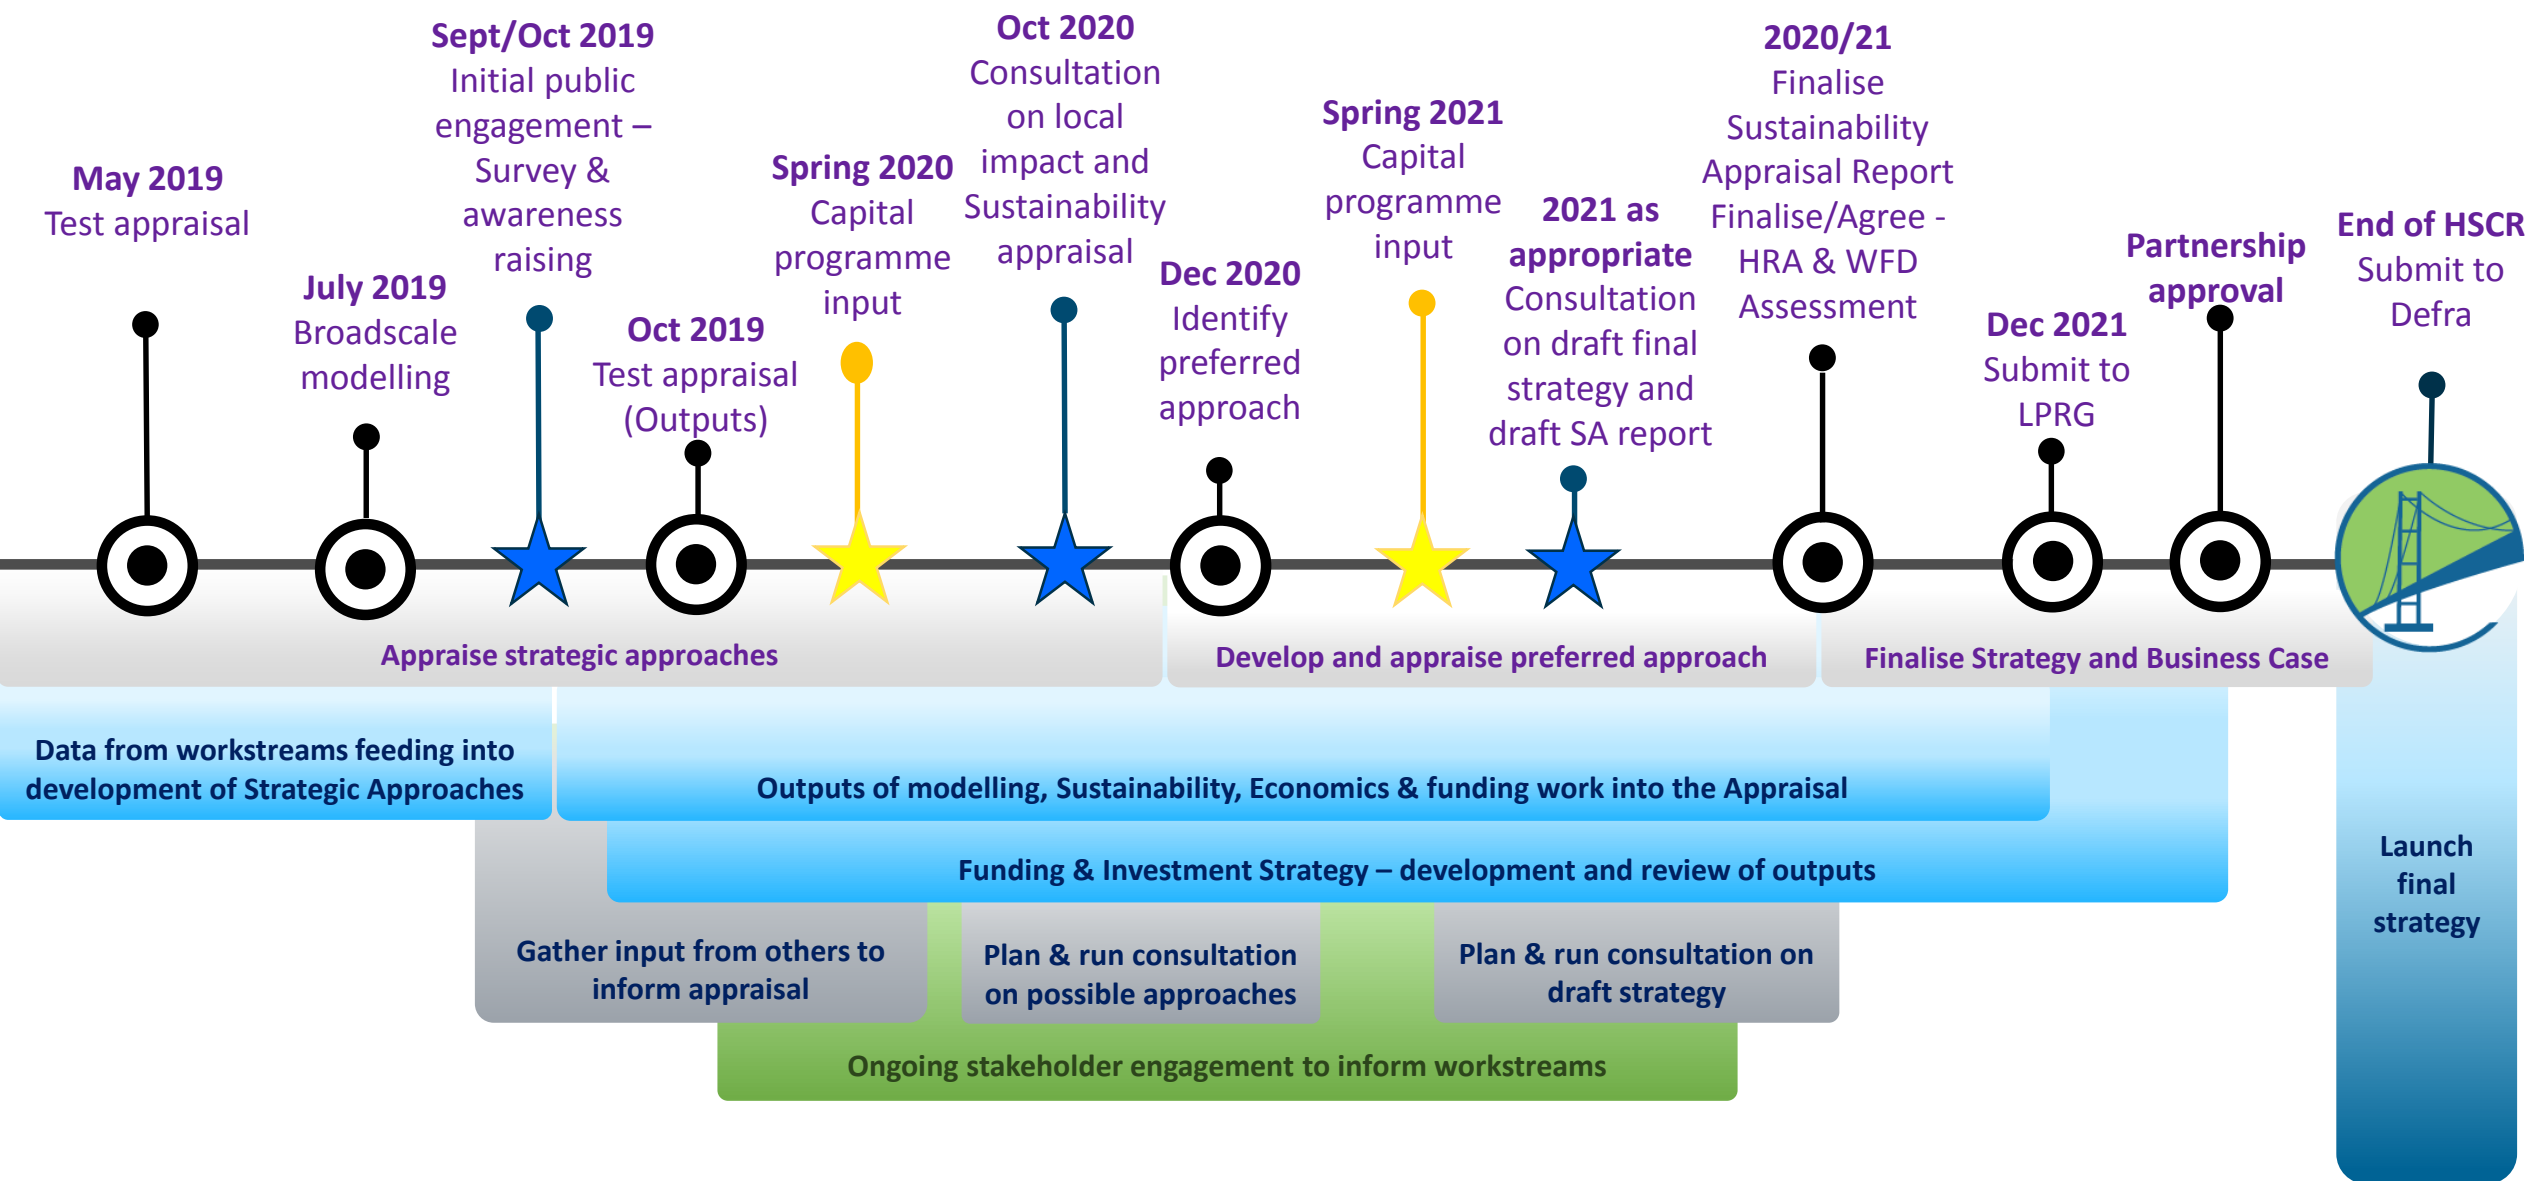 May 2019
Test appraisal
July 2019
Broadscale
modelling
Sept/Oct 2019
Initial public
engagement –
Survey &
awareness
raising
Oct 2019
Test appraisal
(Outputs)
Spring 2020
Capital
programme
input
Oct 2020
Consultation
on local
impact and
Sustainability
appraisal
Dec 2020
Identify
preferred
approach
Spring 2021
Capital
programme
input
2021 as
appropriate
Consultation
on draft final
strategy and
draft SA report
2020/21
Finalise
Sustainability
Appraisal Report
Finalise/Agree -
HRA & WFD
Assessment
Dec 2021
Submit to
LPRG
Partnership
approval
End of HSCR
Submit to
Defra
Appraise strategic approaches
Develop and appraise preferred approach
Finalise Strategy and Business Case
Data from workstreams feeding into
development of Strategic Approaches
Outputs of modelling, Sustainability, Economics & funding work into the Appraisal
Funding & Investment Strategy – development and review of outputs
Gather input from others to
inform appraisal
Plan & run consultation
on possible approaches
Plan & run consultation on
draft strategy
Ongoing stakeholder engagement to inform workstreams
Launch
final
strategy